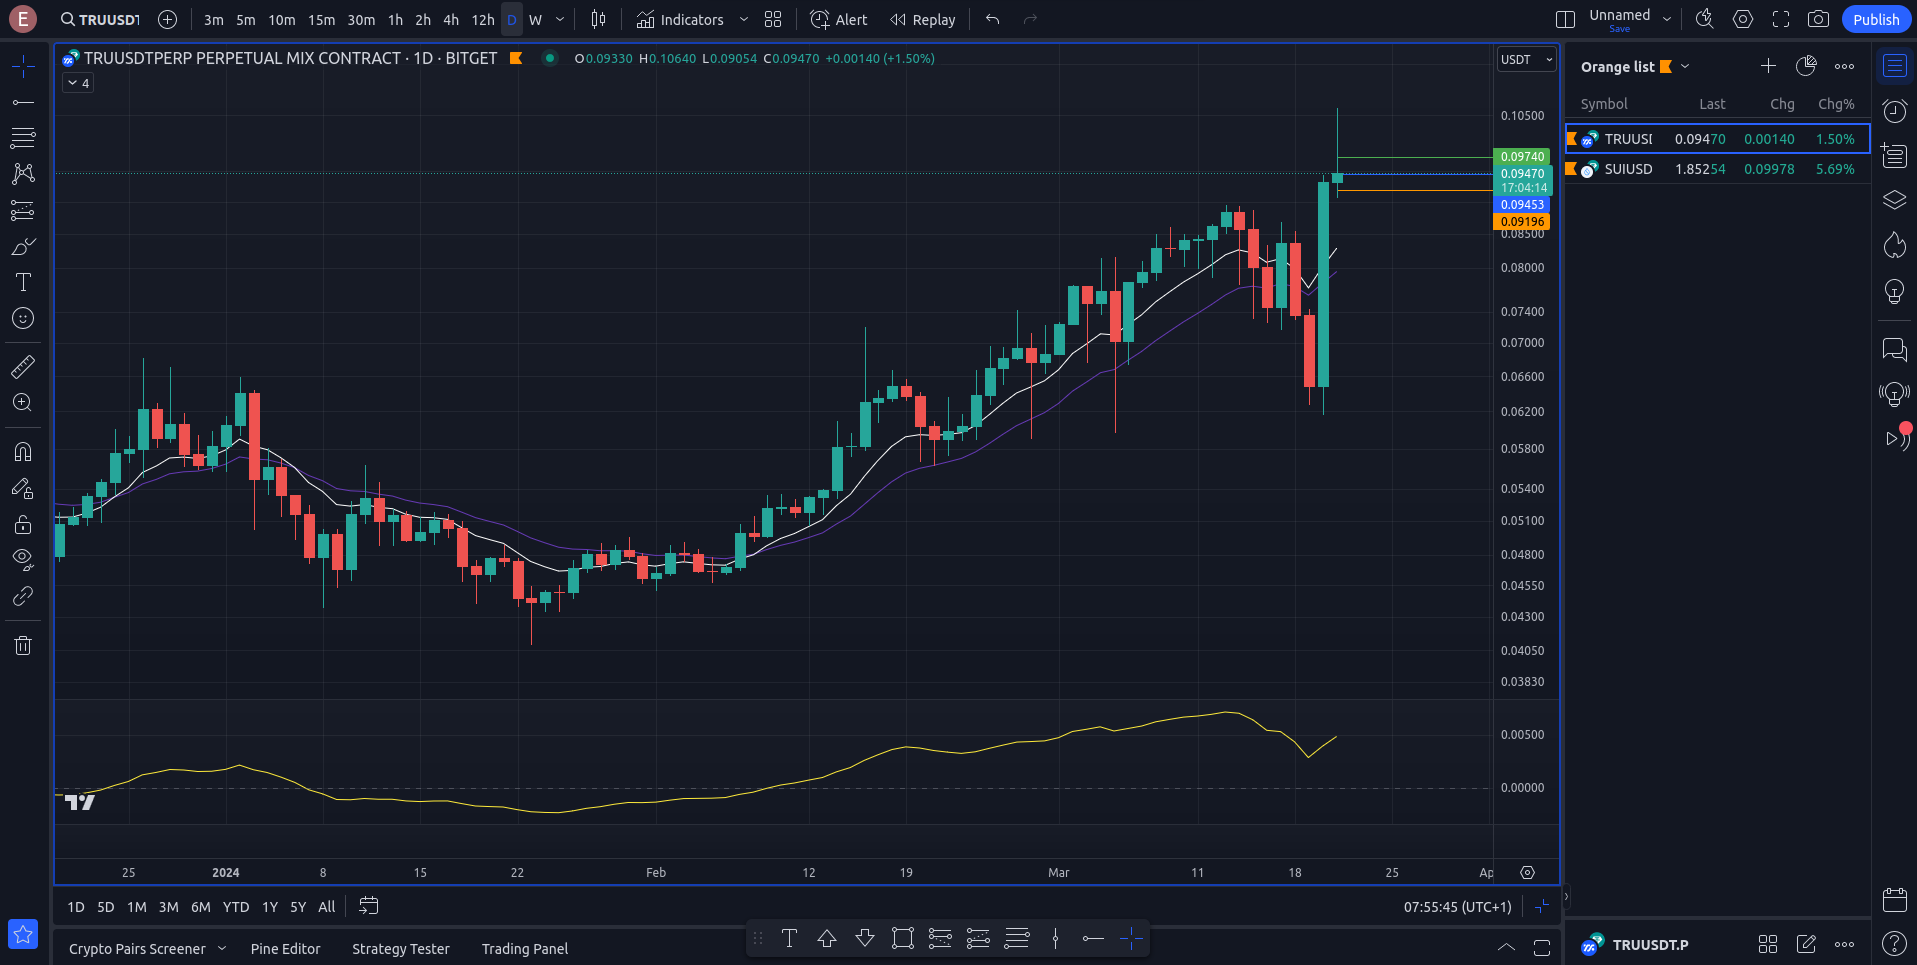 E TRUUSDT 3m 5m 10m 15m 30m 1h 2h 4h 12h D W Indicators Alert Replay Unnamed Publish
Save
TRUUSDTPERP PERPETUAL MIX CONTRACT · 1D · BITGET O0.09330 H0.10640 L0.09054 C0.09470 +0.00140 (+1.50%)
4
USDT
0.10500
0.09740
0.09470
17:04:14
0.09453
0.09196
0.08500
0.08000
0.07400
0.07000
0.06600
0.06200
0.05800
0.05400
0.05100
0.04800
0.04550
0.04300
0.04050
0.03830
0.00500
0.00000
25 2024 8 15 22 Feb 12 19 Mar 11 18 25 Ap
1D 5D 1M 3M 6M YTD 1Y 5Y All 07:55:45 (UTC+1)
Crypto Pairs Screener Pine Editor Strategy Tester Trading Panel
Orange list
Symbol Last Chg Chg%
TRUUSI 0.09470 0.00140 1.50%
SUIUSD 1.85254 0.09978 5.69%
TRUUSDT.P